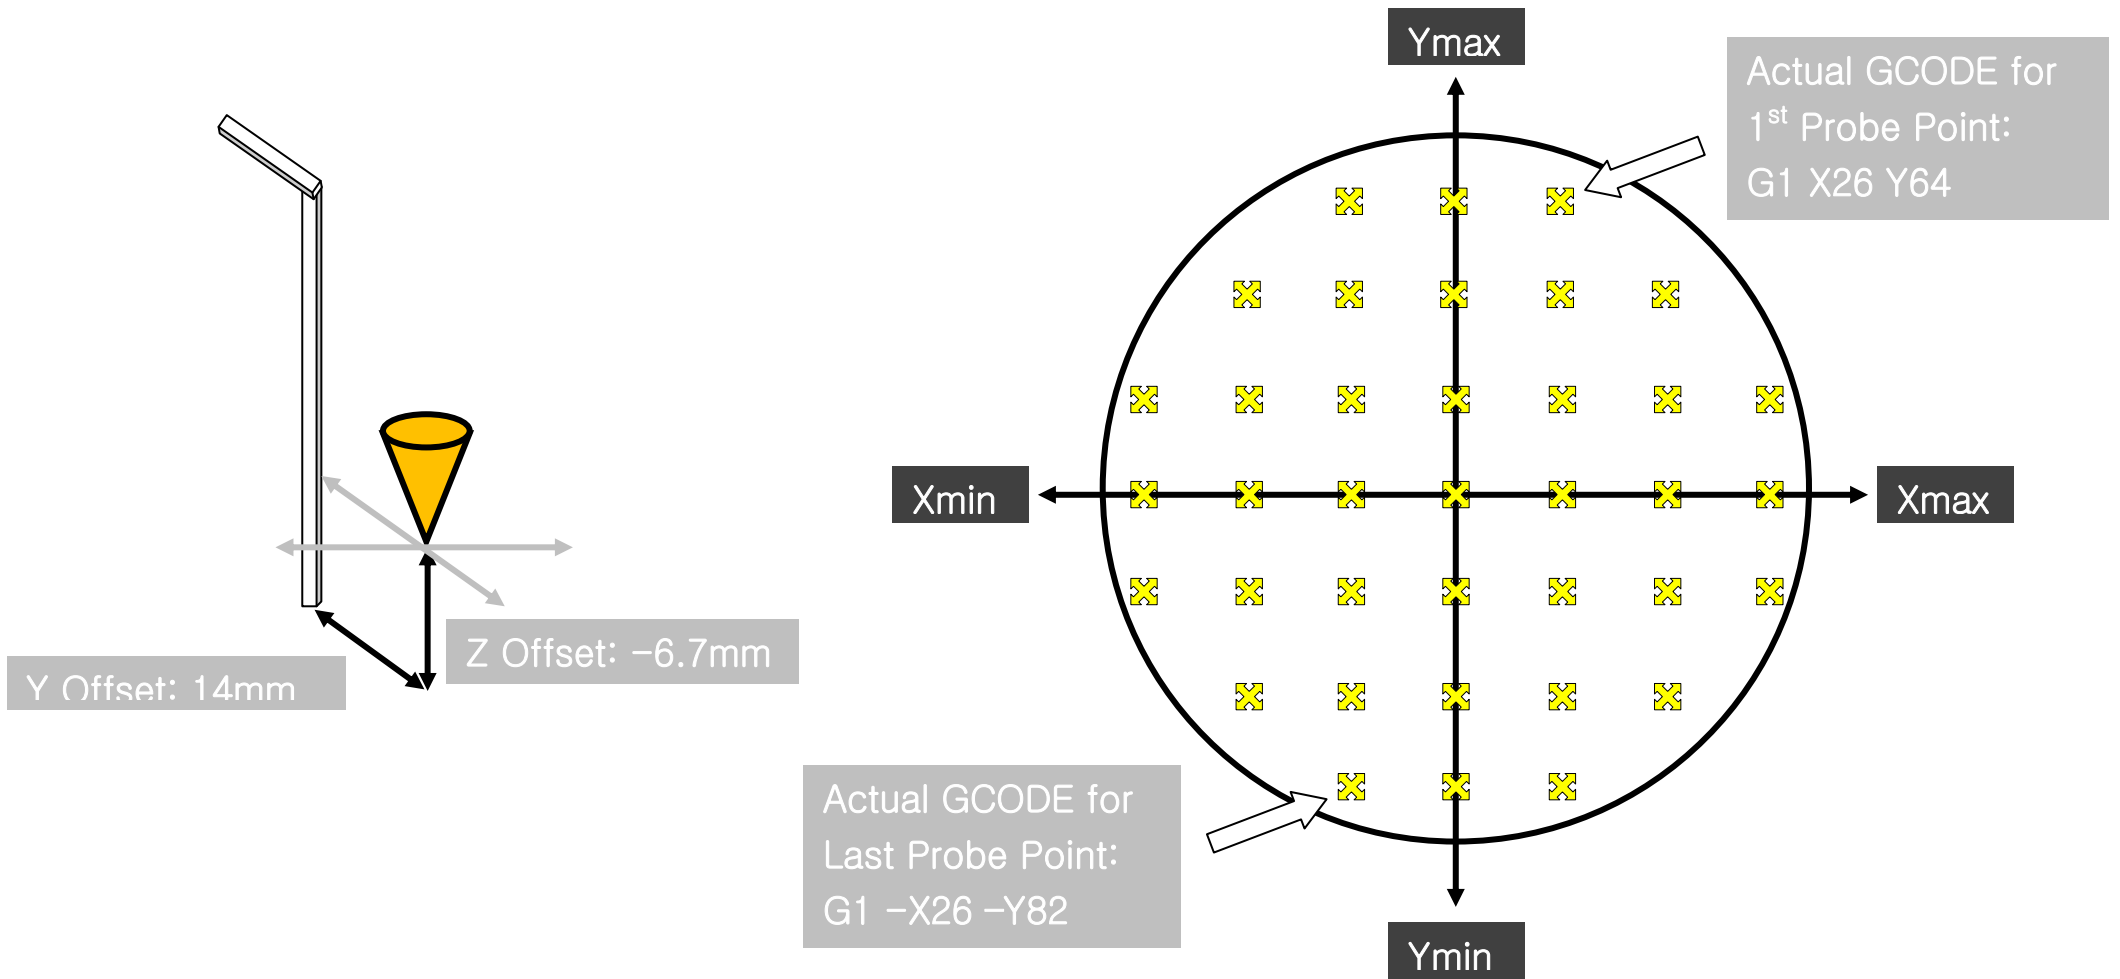 Ymax
Actual GCODE for
1st Probe Point:
G1 X26 Y64
Xmin
Xmax
Z Offset: -6.7mm
Y Offset: 14mm
Actual GCODE for
Last Probe Point:
G1 -X26 -Y82
Ymin